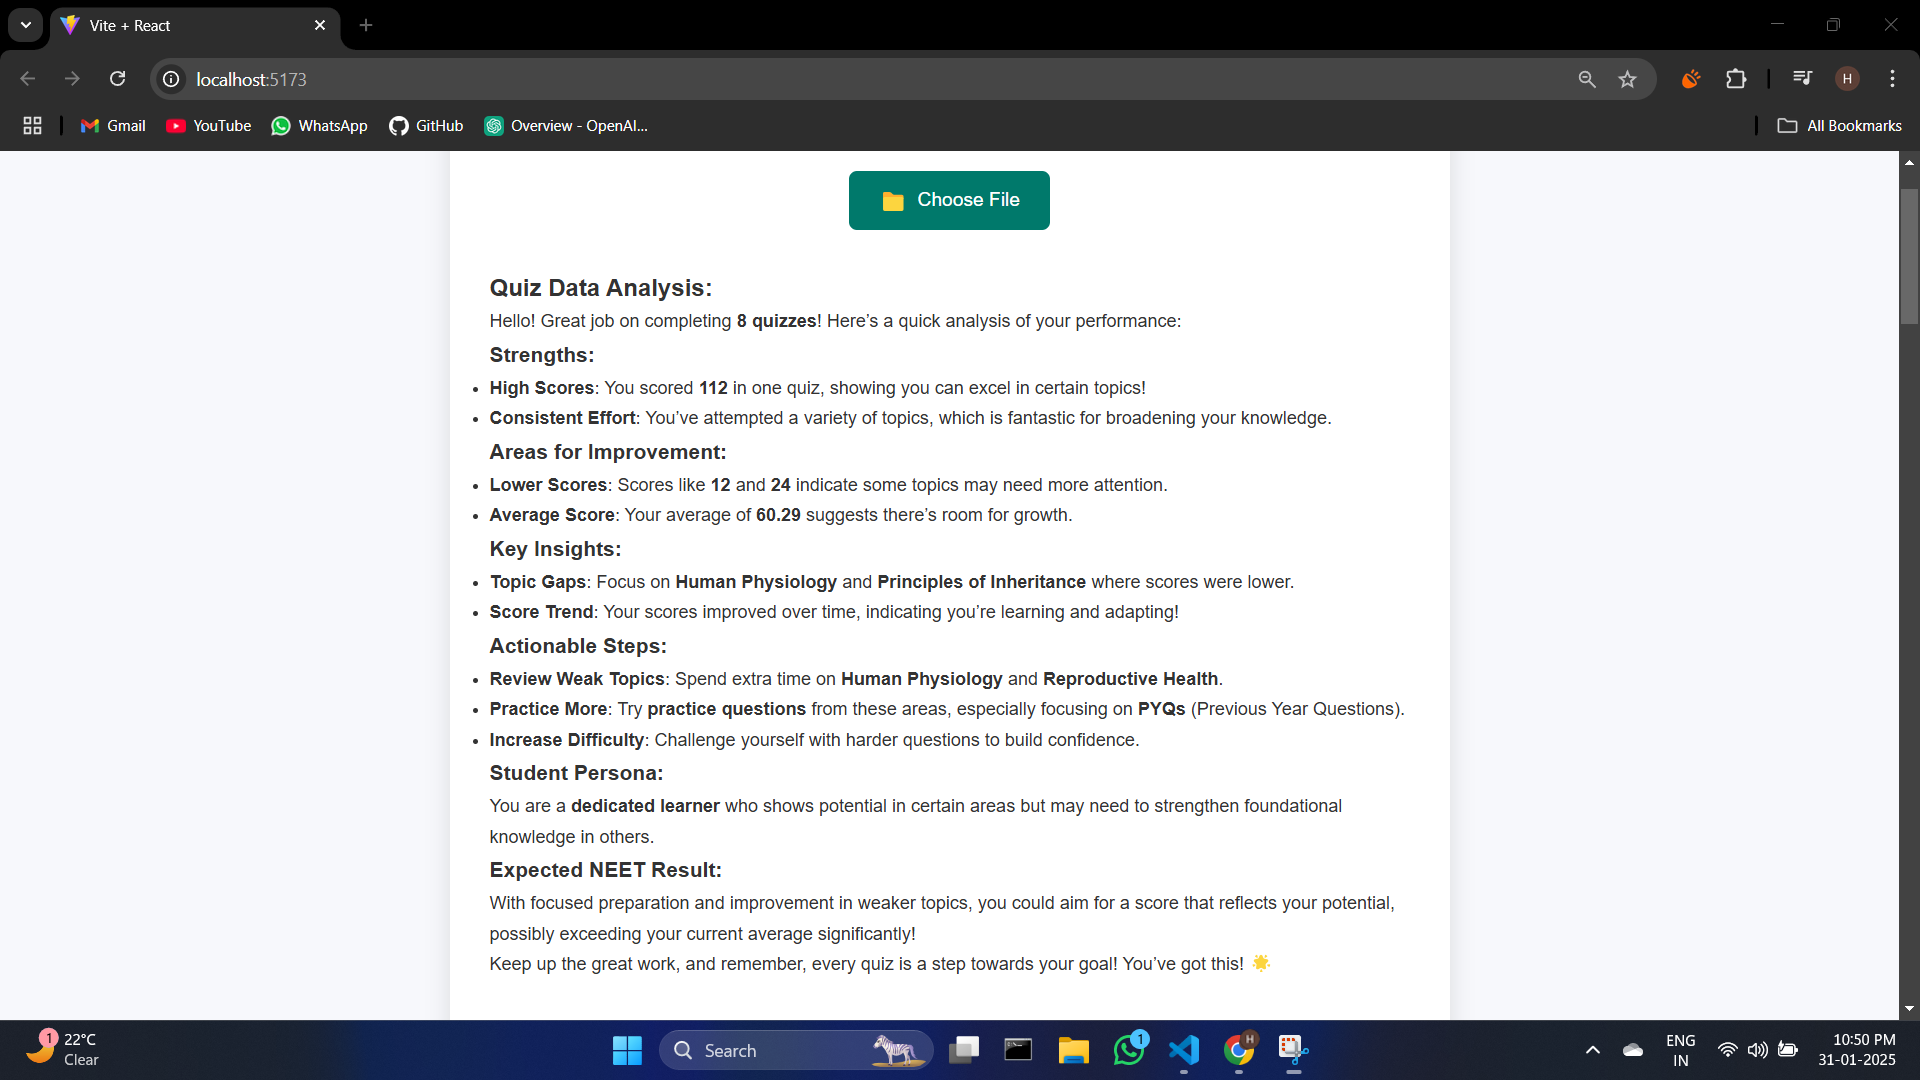 Vite + React
localhost:5173
H
Gmail
YouTube
WhatsApp
GitHub
Overview - OpenAI...
All Bookmarks
Choose File
Quiz Data Analysis:
Hello! Great job on completing 8 quizzes! Here's a quick analysis of your performance:
Strengths:
• High Scores: You scored 112 in one quiz, showing you can excel in certain topics!
• Consistent Effort: You've attempted a variety of topics, which is fantastic for broadening your knowledge.
Areas for Improvement:
• Lower Scores: Scores like 12 and 24 indicate some topics may need more attention.
• Average Score: Your average of 60.29 suggests there's room for growth.
Key Insights:
• Topic Gaps: Focus on Human Physiology and Principles of Inheritance where scores were lower.
• Score Trend: Your scores improved over time, indicating you're learning and adapting!
Actionable Steps:
• Review Weak Topics: Spend extra time on Human Physiology and Reproductive Health.
• Practice More: Try practice questions from these areas, especially focusing on PYQs (Previous Year Questions).
• Increase Difficulty: Challenge yourself with harder questions to build confidence.
Student Persona:
You are a dedicated learner who shows potential in certain areas but may need to strengthen foundational
knowledge in others.
Expected NEET Result:
With focused preparation and improvement in weaker topics, you could aim for a score that reflects your potential,
possibly exceeding your current average significantly!
Keep up the great work, and remember, every quiz is a step towards your goal! You've got this! 🌟
1
22°C
Clear
Search
1
H
ENG
IN
10:50 PM
31-01-2025